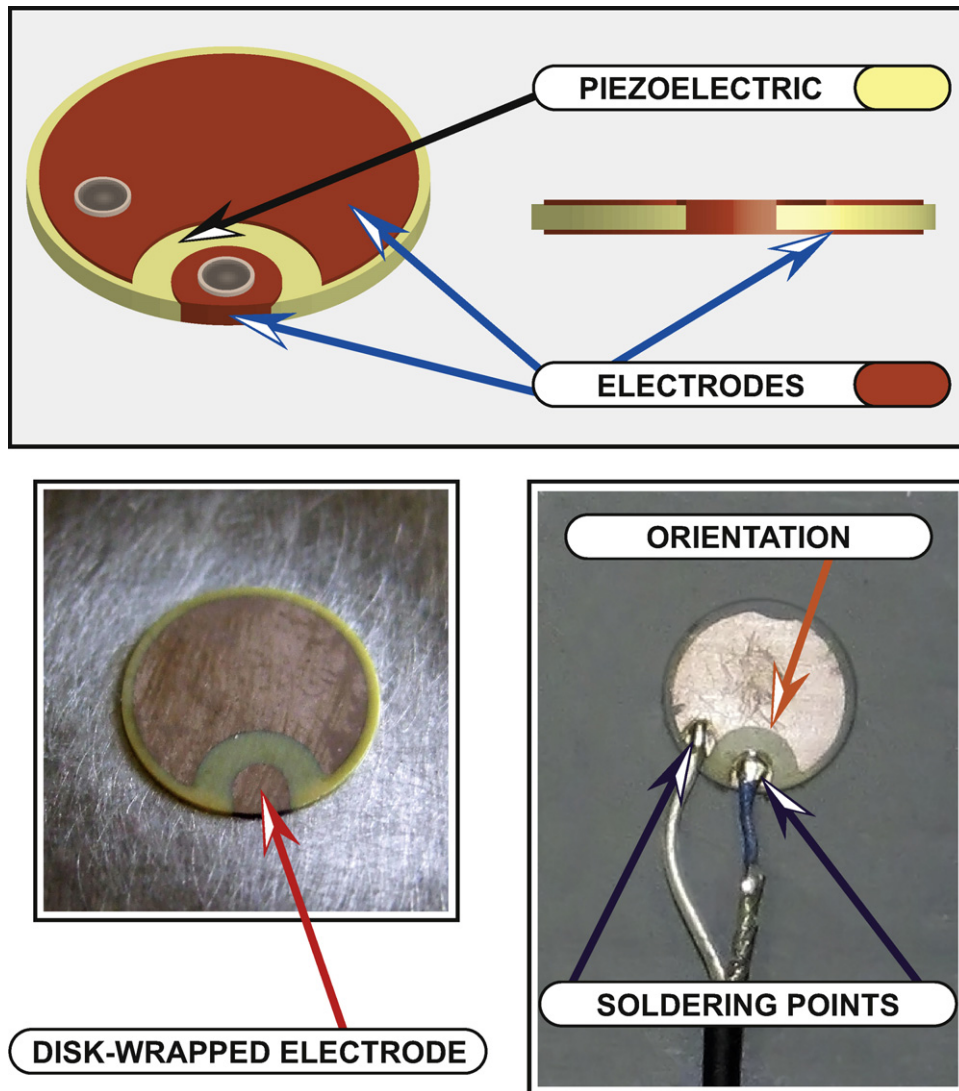 PIEZOELECTRIC
ELECTRODES
ORIENTATION
SOLDERING POINTS
DISK-WRAPPED ELECTRODE